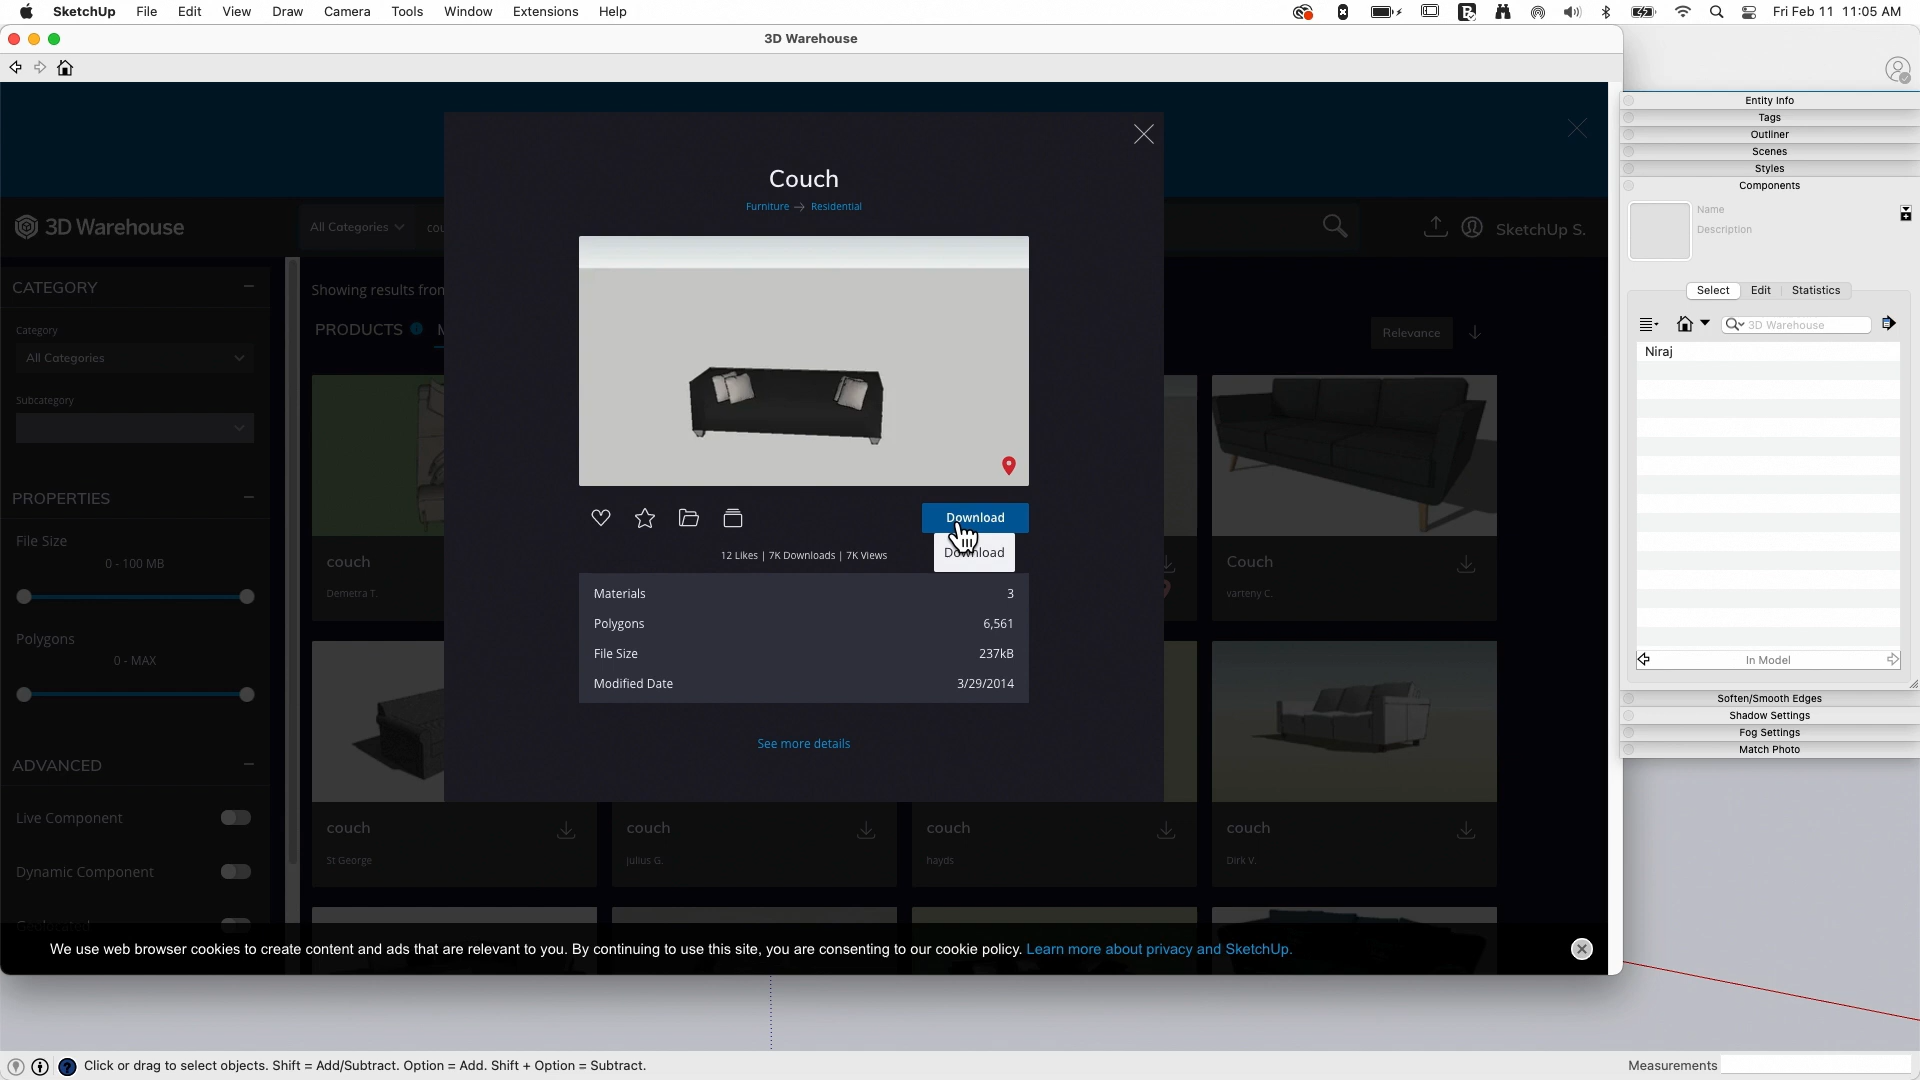 SketchUp File Edit View Draw Camera Tools Window Extensions Help Fri Feb 11 11:05 AM
3D Warehouse
Entity Info
Tags
Outliner
Scenes
Styles
Components
Name
Description
Select Edit Statistics
3D Warehouse
Niraj
In Model
Soften/Smooth Edges
Shadow Settings
Fog Settings
Match Photo
3D Warehouse
All Categories
cou
SketchUp S.
CATEGORY
Category
All Categories
Subcategory
PROPERTIES
File Size
0 - 100 MB
Polygons
0 - MAX
ADVANCED
Live Component
Dynamic Component
Geolocated
Showing results from
PRODUCTS
Relevance
Couch
Furniture → Residential
Download
Download
12 Likes | 7K Downloads | 7K Views
Materials 3
Polygons 6,561
File Size 237kB
Modified Date 3/29/2014
See more details
couch
Demetra T.
Couch
varteny C.
couch
St George
couch
julius G.
couch
hayds
couch
Dirk V.
We use web browser cookies to create content and ads that are relevant to you. By continuing to use this site, you are consenting to our cookie policy. Learn more about privacy and SketchUp.
Click or drag to select objects. Shift = Add/Subtract. Option = Add. Shift + Option = Subtract.
Measurements